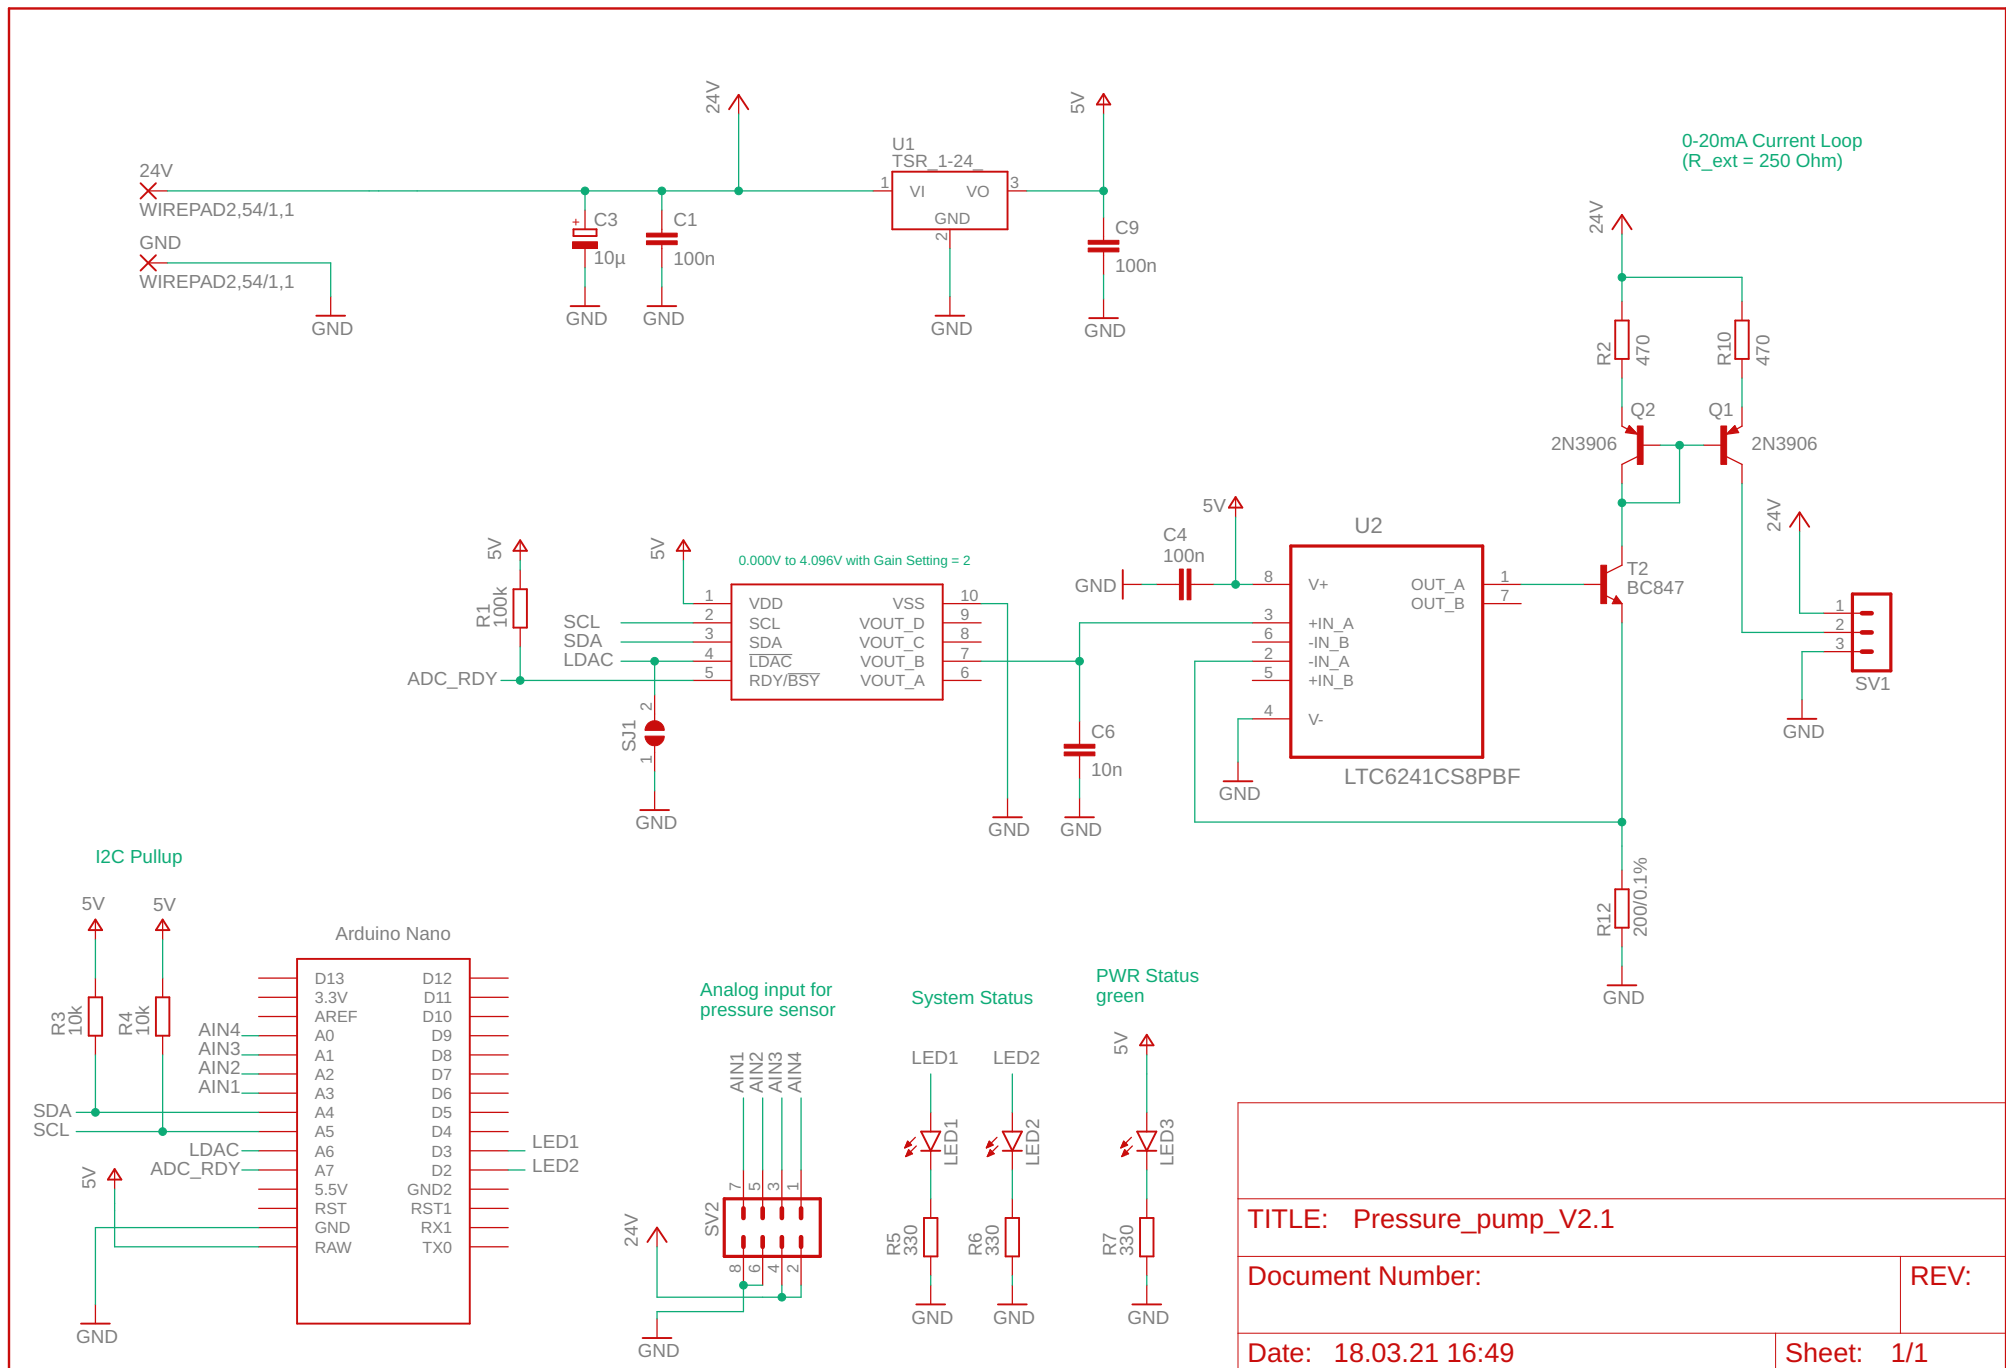 24V
5V
U1
TSR_1-24_
0-20mA Current Loop
(R_ext = 250 Ohm)
24V
WIREPAD2,54/1,1
1
VI
VO
3
GND
2
GND
WIREPAD2,54/1,1
GND
+
C3
10µ
GND
C1
100n
GND
GND
C9
100n
GND
24V
R2
470
R10
470
Q2
2N3906
Q1
2N3906
24V
5V
R1
100k
5V
0.000V to 4.096V with Gain Setting = 2
SCL
SDA
LDAC
ADC_RDY
1 VDD VSS 10
2 SCL VOUT_D 9
3 SDA VOUT_C 8
4 LDAC VOUT_B 7
5 RDY/BSY VOUT_A 6
2
SJ1
1
GND
GND
C6
10n
GND
5V
C4
100n
GND
U2
8 V+ OUT_A 1
OUT_B 7
3 +IN_A
6 -IN_B
2 -IN_A
5 +IN_B
4 V-
LTC6241CS8PBF
GND
T2
BC847
1
2
3
SV1
GND
R12
200/0.1%
GND
I2C Pullup
5V
5V
R3
10k
R4
10k
Arduino Nano
D13 D12
3.3V D11
AREF D10
AIN4 A0 D9
AIN3 A1 D8
AIN2 A2 D7
AIN1 A3 D6
SDA A4 D5
SCL A5 D4
LDAC A6 D3 LED1
ADC_RDY A7 D2 LED2
5V
5.5V GND2
RST RST1
GND RX1
RAW TX0
GND
Analog input for
pressure sensor
AIN1
AIN2
AIN3
AIN4
7 5 3 1
SV2
8 6 4 2
24V
GND
System Status
LED1
LED2
LED1
LED2
R5
330
R6
330
GND
GND
PWR Status
green
5V
LED3
R7
330
GND
TITLE: Pressure_pump_V2.1
Document Number:
REV:
Date: 18.03.21 16:49
Sheet: 1/1